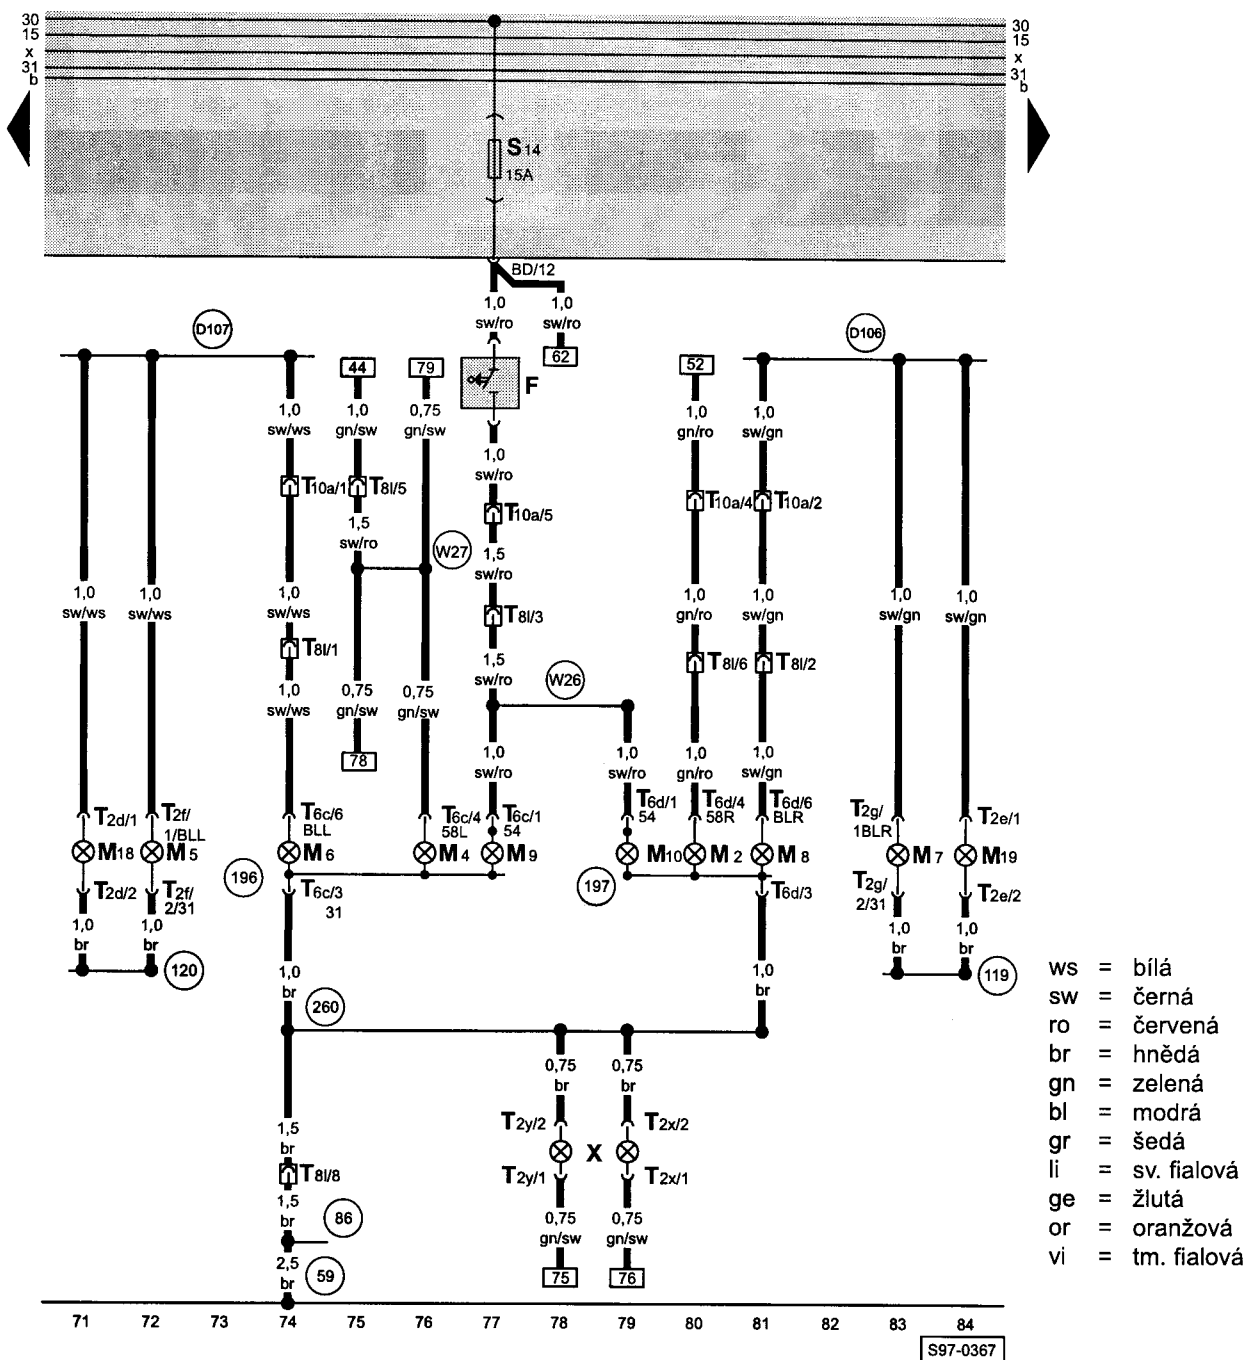 30 30
15 15
x x
31 31
b b
S14
15A
BD/12
1,0 1,0
sw/ro sw/ro
62
D107 D106
44 79 52
F
1,0 1,0 0,75 1,0 1,0
sw/ws gn/sw gn/sw gn/ro sw/gn
1,0
sw/ro
T10a/1 T8l/5 T10a/5 T10a/4 T10a/2
1,5
sw/ro
W27
1,5
sw/ro
1,0 1,0 1,0 1,0 1,0 1,0 1,0
sw/ws sw/ws sw/ws gn/ro sw/gn sw/gn sw/gn
T8l/3
T8l/1 T8l/6 T8l/2
1,5
sw/ro
W26
1,0 0,75 0,75
sw/ws gn/sw gn/sw
78
1,0 1,0 1,0 1,0
sw/ro sw/ro gn/ro sw/gn
T2d/1 T2f/ T6c/6 T6c/4 T6c/1 T6d/1 T6d/4 T6d/6 T2g/ T2e/1
1/BLL BLL 58L 54 54 58R BLR 1BLR
M18 M5 M6 M4 M9 M10 M2 M8 M7 M19
196 197
T2d/2 T2f/ T6c/3 T6d/3 T2g/ T2e/2
2/31 31 2/31
1,0 1,0 1,0 1,0
br br br br
120 119
1,0 1,0
br br
260
0,75 0,75
br br
T2y/2 T2x/2
X
T2y/1 T2x/1
1,5
br
T8l/8
1,5
br
86
0,75 0,75
gn/sw gn/sw
75 76
2,5
br
59
71 72 73 74 75 76 77 78 79 80 81 82 83 84
S97-0367
ws = bílá
sw = černá
ro = červená
br = hnědá
gn = zelená
bl = modrá
gr = šedá
li = sv. fialová
ge = žlutá
or = oranžová
vi = tm. fialová